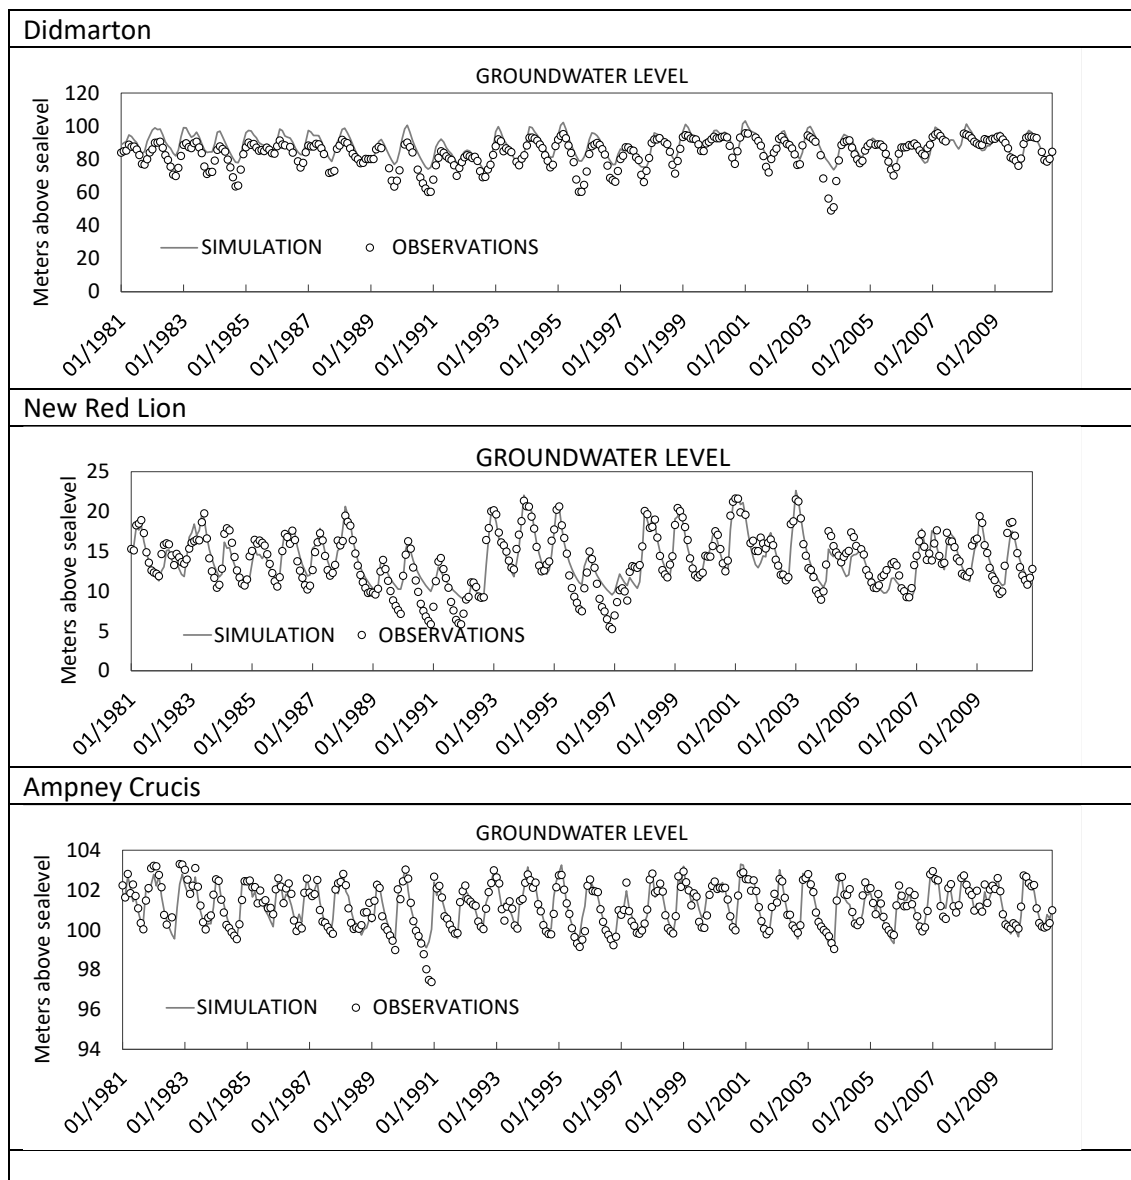 Didmarton
GROUNDWATER LEVEL
Meters above sealevel
120
100
80
60
40
20
0
SIMULATION OBSERVATIONS
01/1981 01/1983 01/1985 01/1987 01/1989 01/1991 01/1993 01/1995 01/1997 01/1999 01/2001 01/2003 01/2005 01/2007 01/2009
New Red Lion
GROUNDWATER LEVEL
Meters above sealevel
25
20
15
10
5
0
SIMULATION OBSERVATIONS
01/1981 01/1983 01/1985 01/1987 01/1989 01/1991 01/1993 01/1995 01/1997 01/1999 01/2001 01/2003 01/2005 01/2007 01/2009
Ampney Crucis
GROUNDWATER LEVEL
Meters above sealevel
104
102
100
98
96
94
SIMULATION OBSERVATIONS
01/1981 01/1983 01/1985 01/1987 01/1989 01/1991 01/1993 01/1995 01/1997 01/1999 01/2001 01/2003 01/2005 01/2007 01/2009